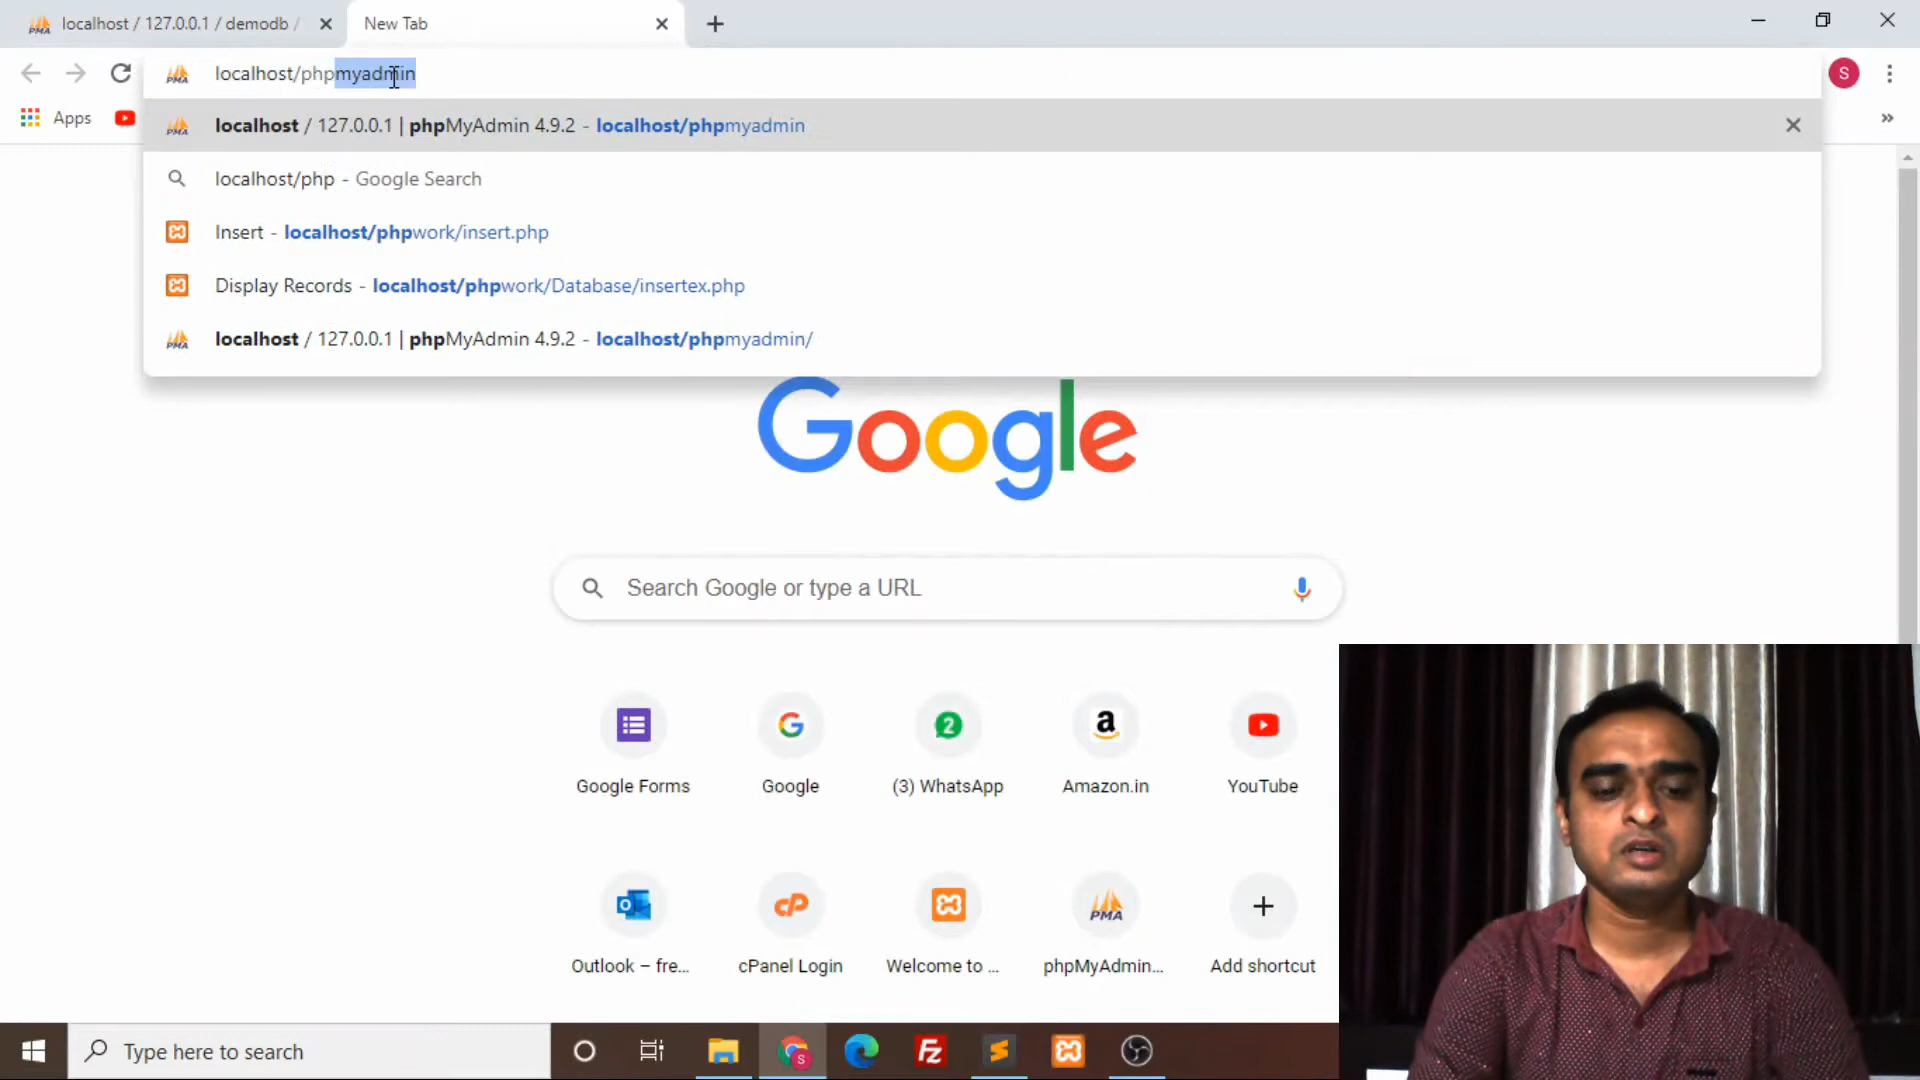 localhost / 127.0.0.1 / demodb /
New Tab
localhost/phpmyadmin
S
Apps
localhost / 127.0.0.1 | phpMyAdmin 4.9.2 - localhost/phpmyadmin
localhost/php - Google Search
Insert - localhost/phpwork/insert.php
Display Records - localhost/phpwork/Database/insertex.php
localhost / 127.0.0.1 | phpMyAdmin 4.9.2 - localhost/phpmyadmin/
Google
Search Google or type a URL
Google Forms
Google
(3) WhatsApp
Amazon.in
YouTube
Outlook – fre...
cPanel Login
Welcome to ...
phpMyAdmin...
Add shortcut
Type here to search